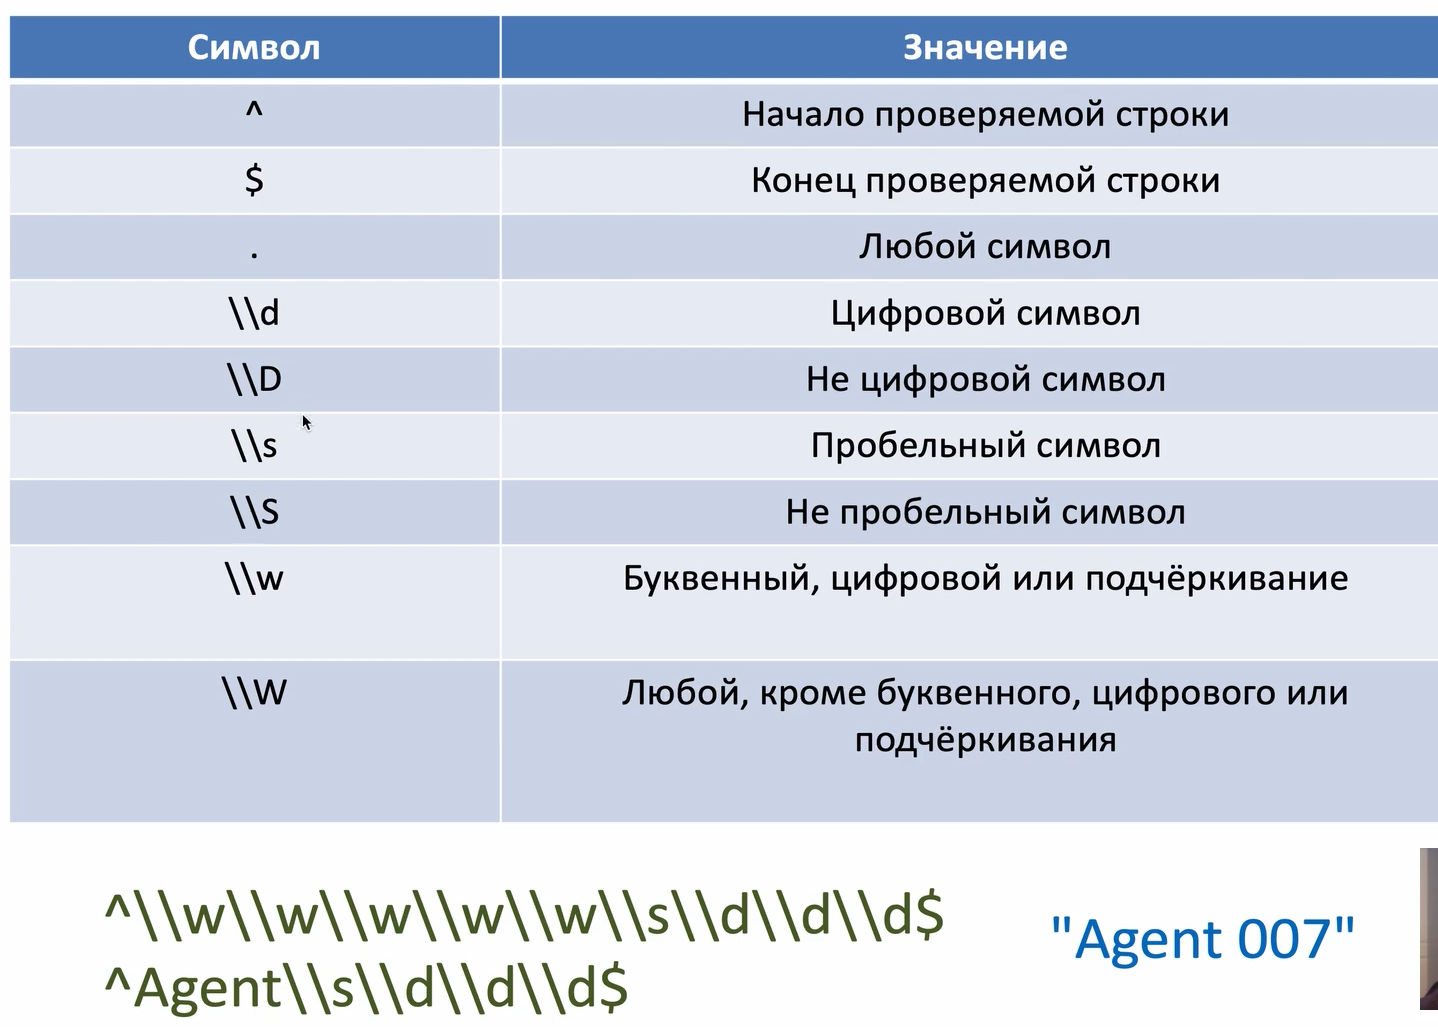 Символ Значение
^ Начало проверяемой строки
$ Конец проверяемой строки
. Любой символ
\\d Цифровой символ
\\D Не цифровой символ
\\s Пробельный символ
\\S Не пробельный символ
\\w Буквенный, цифровой или подчёркивание
\\W Любой, кроме буквенного, цифрового или
подчёркивания
^\\w\\w\\w\\w\\w\\s\\d\\d\\d$
"Agent 007"
^Agent\\s\\d\\d\\d$